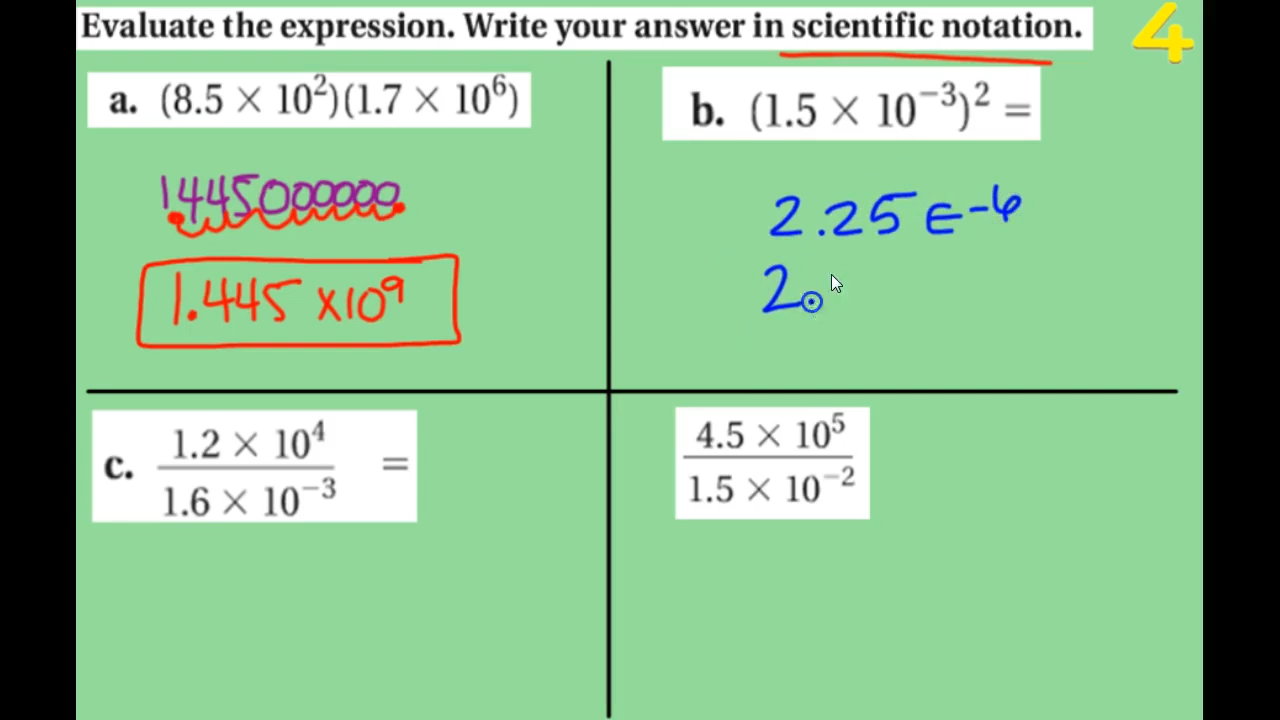 Evaluate the expression. Write your answer in scientific notation.
4
a. (8.5 × 10²)(1.7 × 10⁶)
1445000000
1.445 ×10⁹
b. (1.5 × 10⁻³)² =
2.25 E-6
2.
c. 1.2 × 10⁴
1.6 × 10⁻³
=
4.5 × 10⁵
1.5 × 10⁻²